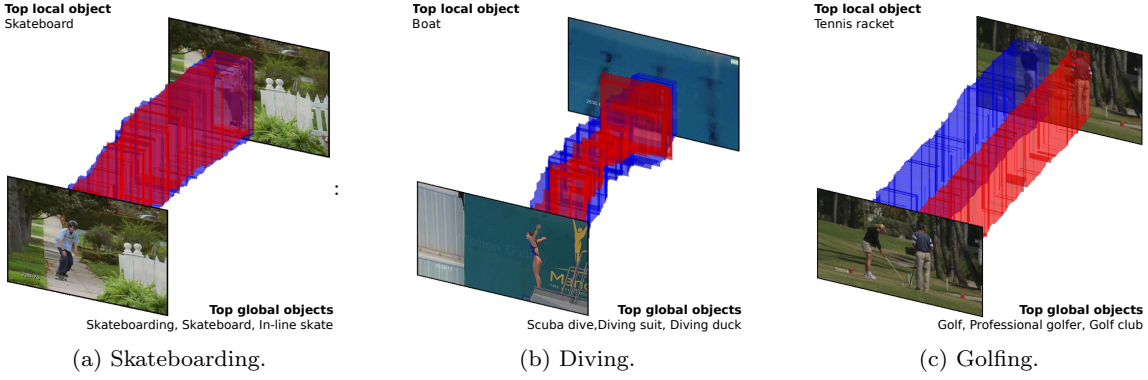 Top local object
Skateboard
Top global objects
Skateboarding, Skateboard, In-line skate
(a) Skateboarding.
:
Top local object
Boat
Top global objects
Scuba dive,Diving suit, Diving duck
(b) Diving.
Top local object
Tennis racket
Top global objects
Golf, Professional golfer, Golf club
(c) Golfing.